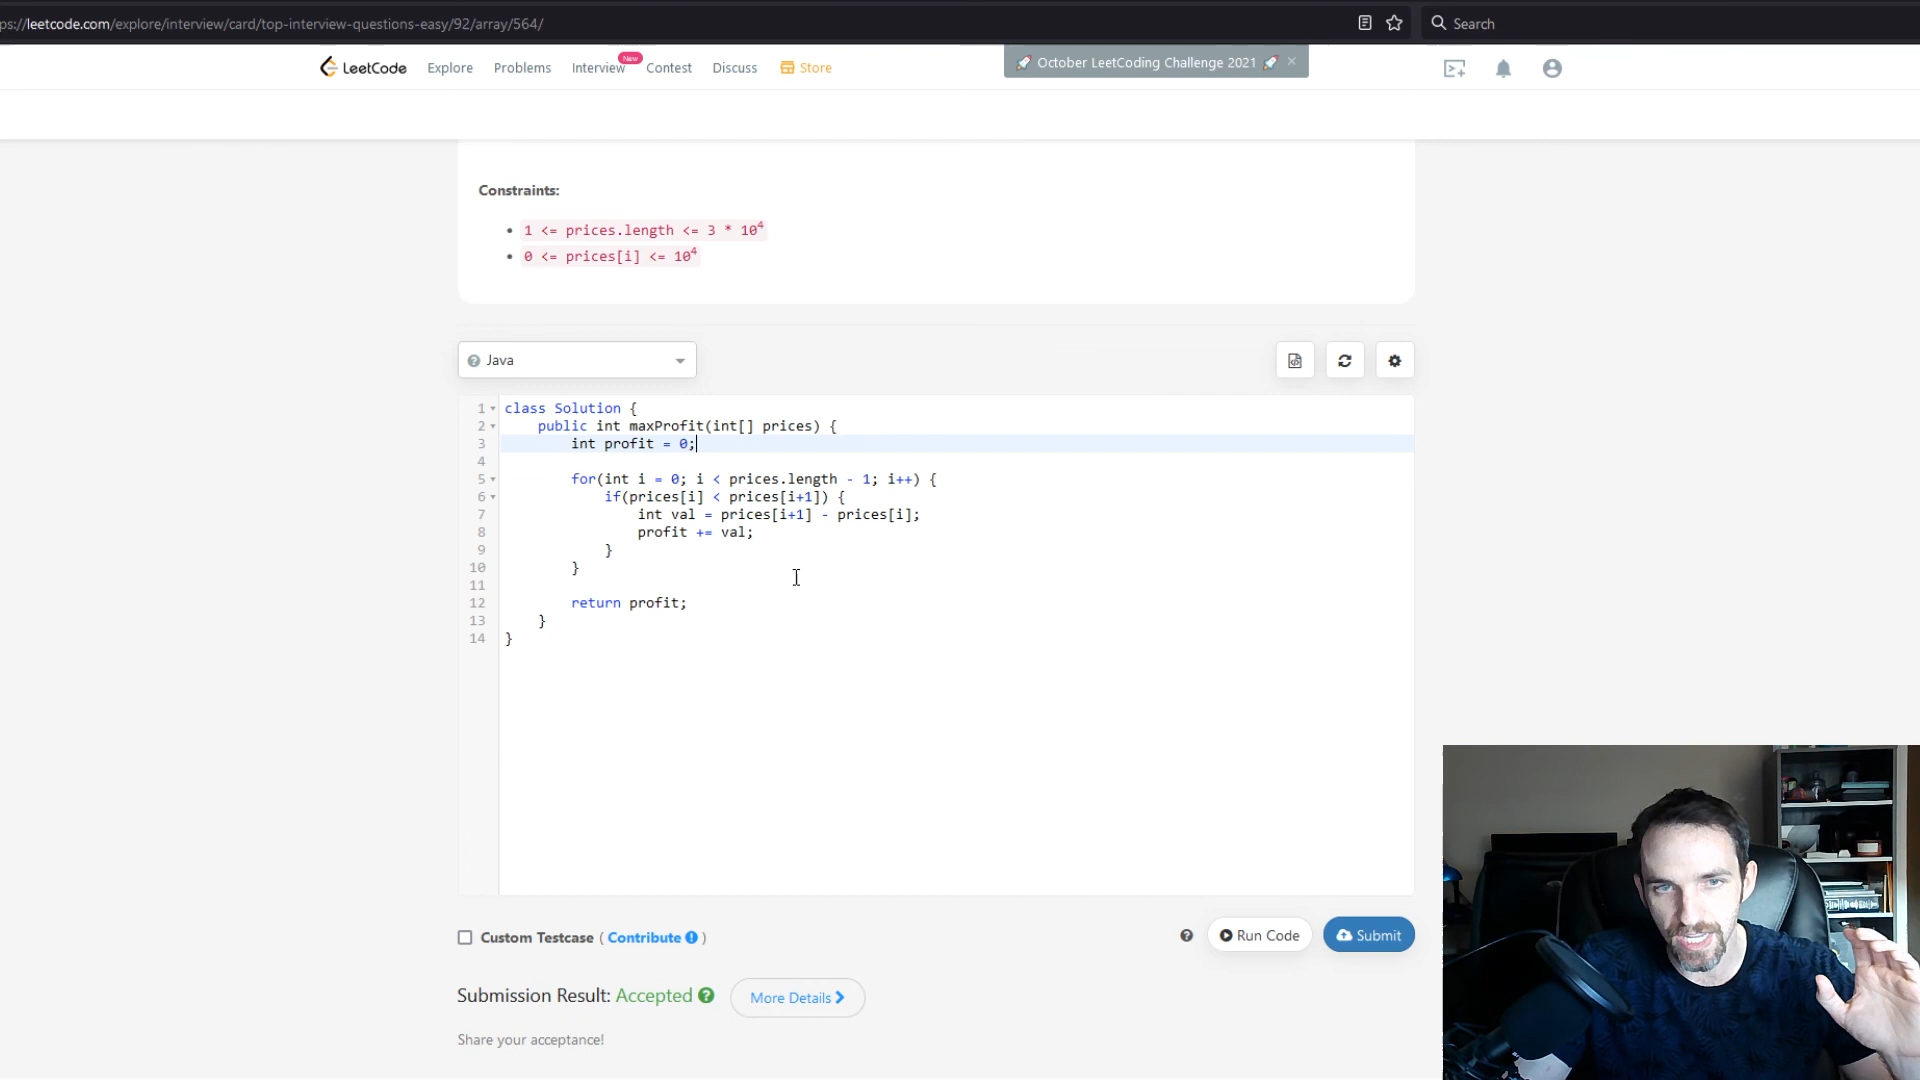 ps://leetcode.com/explore/interview/card/top-interview-questions-easy/92/array/564/
Search
LeetCode
Explore
Problems
Interview
New
Contest
Discuss
Store
🚀 October LeetCoding Challenge 2021 🚀 ×
Constraints:
• 1 <= prices.length <= 3 * 10⁴
• 0 <= prices[i] <= 10⁴
Java
1 class Solution {
2 public int maxProfit(int[] prices) {
3 int profit = 0;
4
5 for(int i = 0; i < prices.length - 1; i++) {
6 if(prices[i] < prices[i+1]) {
7 int val = prices[i+1] - prices[i];
8 profit += val;
9 }
10 }
11
12 return profit;
13 }
14 }
Custom Testcase ( Contribute )
Run Code
Submit
Submission Result: Accepted
More Details
Share your acceptance!